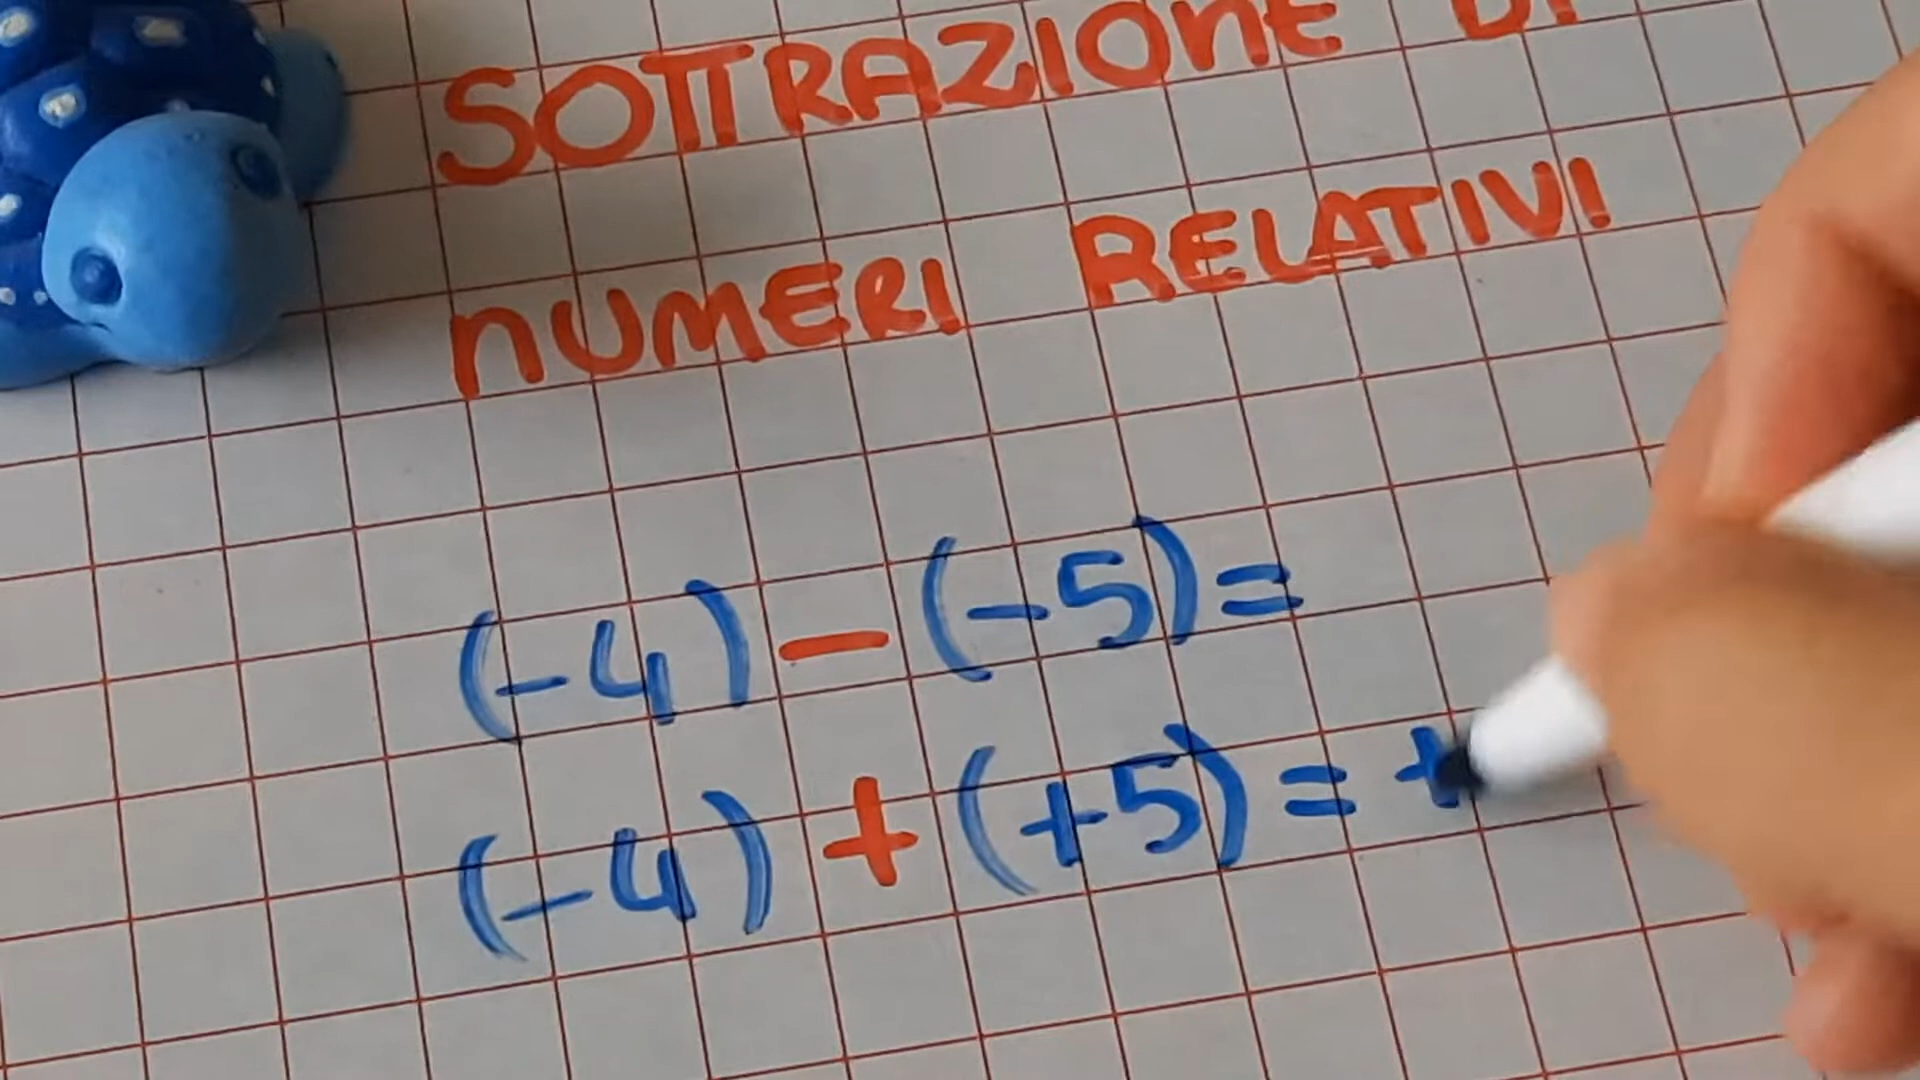 SOTTRAZIONE DI
NUMERI RELATIVI
(-4) - (-5) =
(-4) + (+5) = +